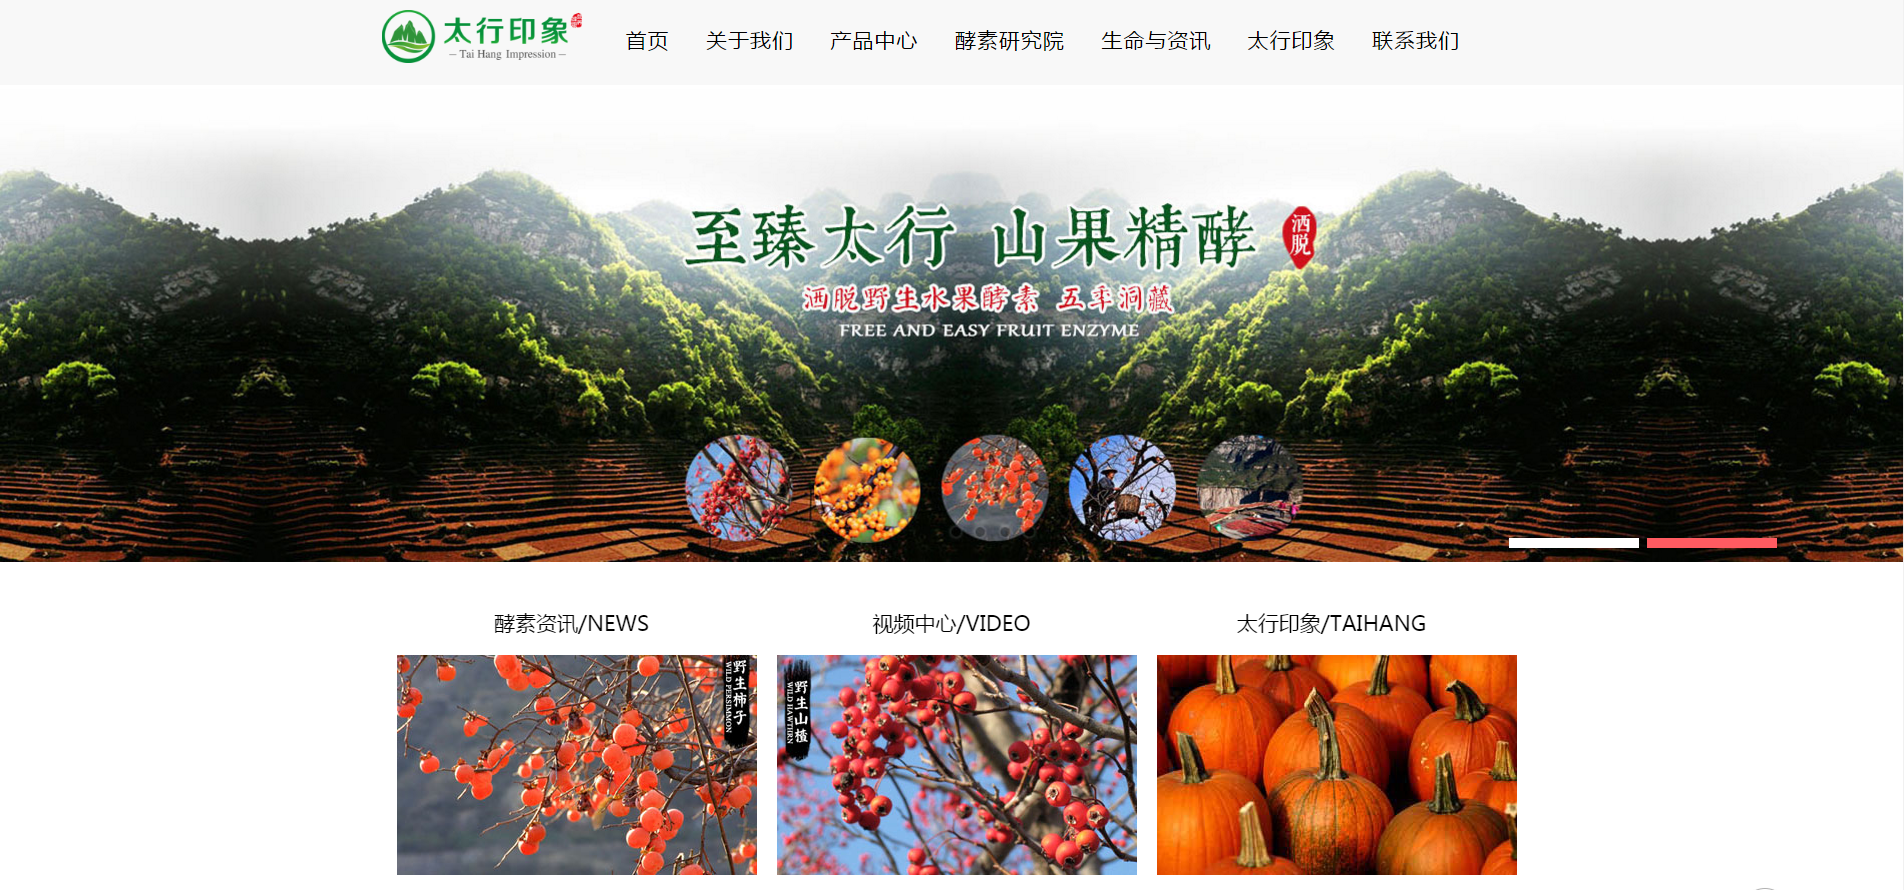 太行印象
Tai Hang Impression
首页 关于我们 产品中心 酵素研究院 生命与资讯 太行印象 联系我们
至臻太行 山果精酵
洒脱
洒脱野生水果酵素 五年洞藏
FREE AND EASY FRUIT ENZYME
酵素资讯/NEWS 视频中心/VIDEO 太行印象/TAIHANG
野生柿子
WILD PERSIMMON
野生山楂
WILD HAWTHRN